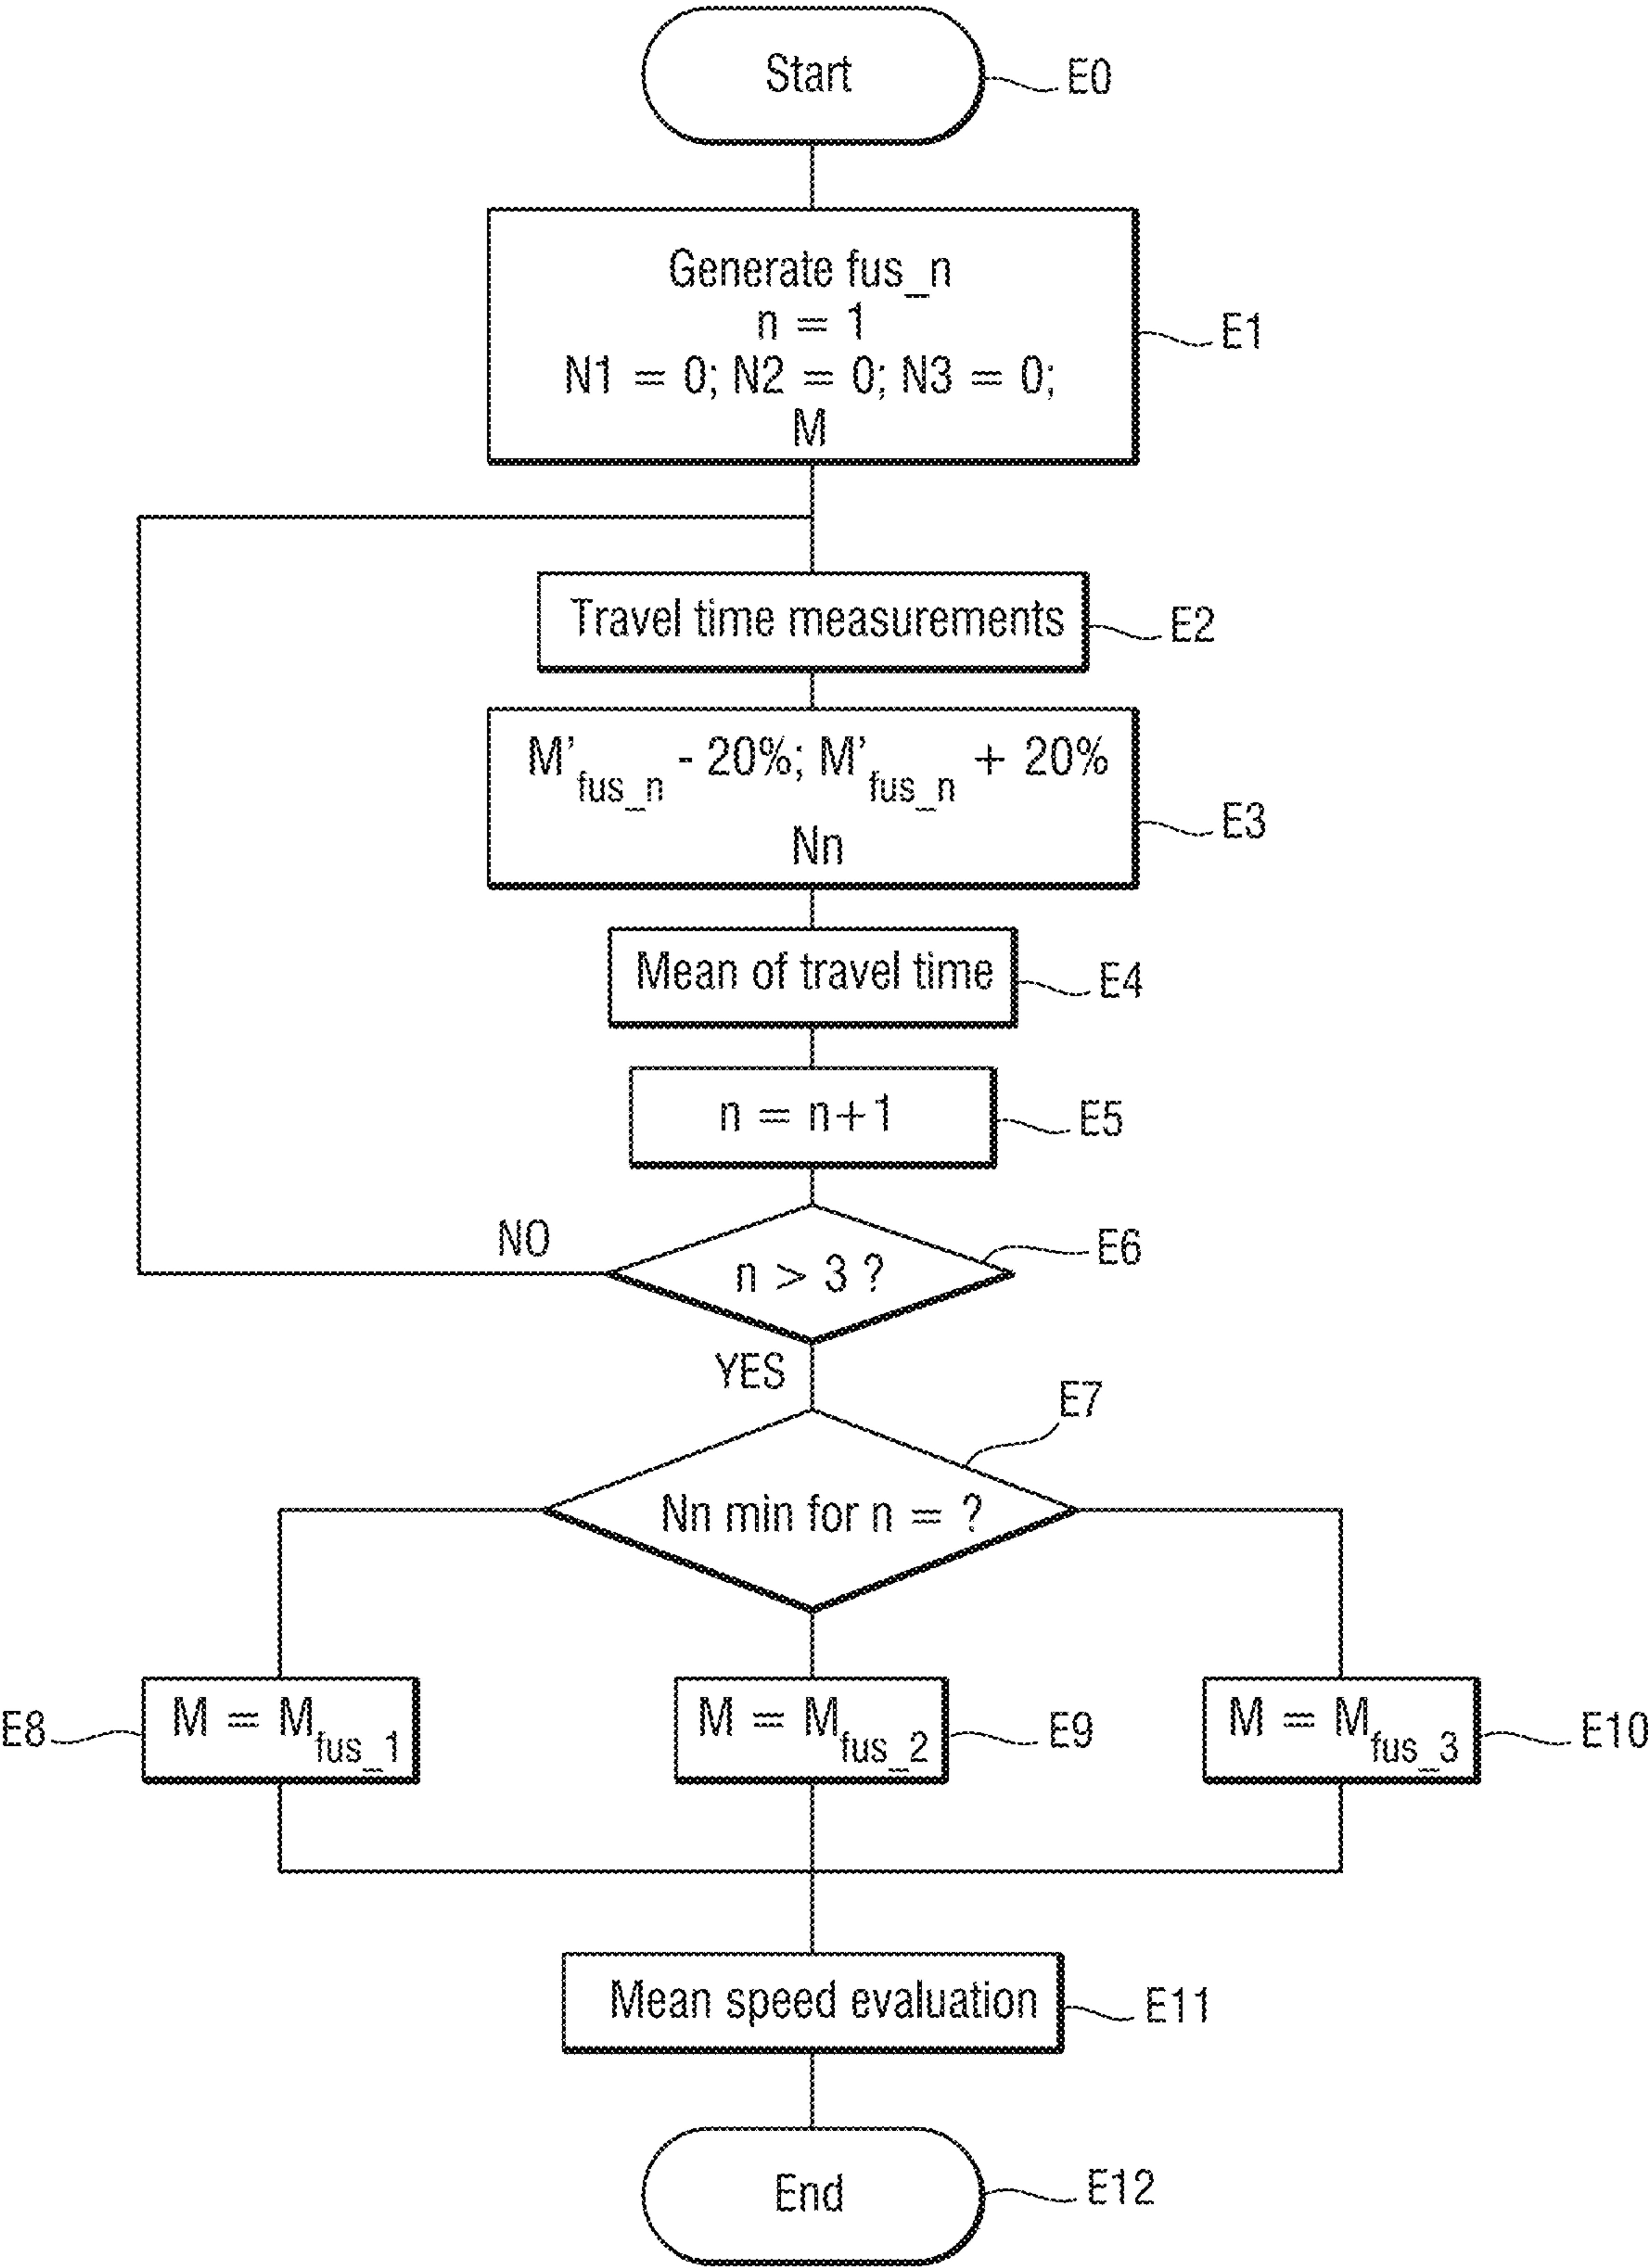 Start
E0
Generate fus_n
n = 1
N1 = 0; N2 = 0; N3 = 0;
M
E1
Travel time measurements
E2
M'fus_n - 20%; M'fus_n + 20%
Nn
E3
Mean of travel time
E4
n = n+1
E5
NO
n > 3 ?
E6
YES
E7
Nn min for n = ?
E8
M = Mfus_1
M = Mfus_2
E9
M = Mfus_3
E10
Mean speed evaluation
E11
End
E12